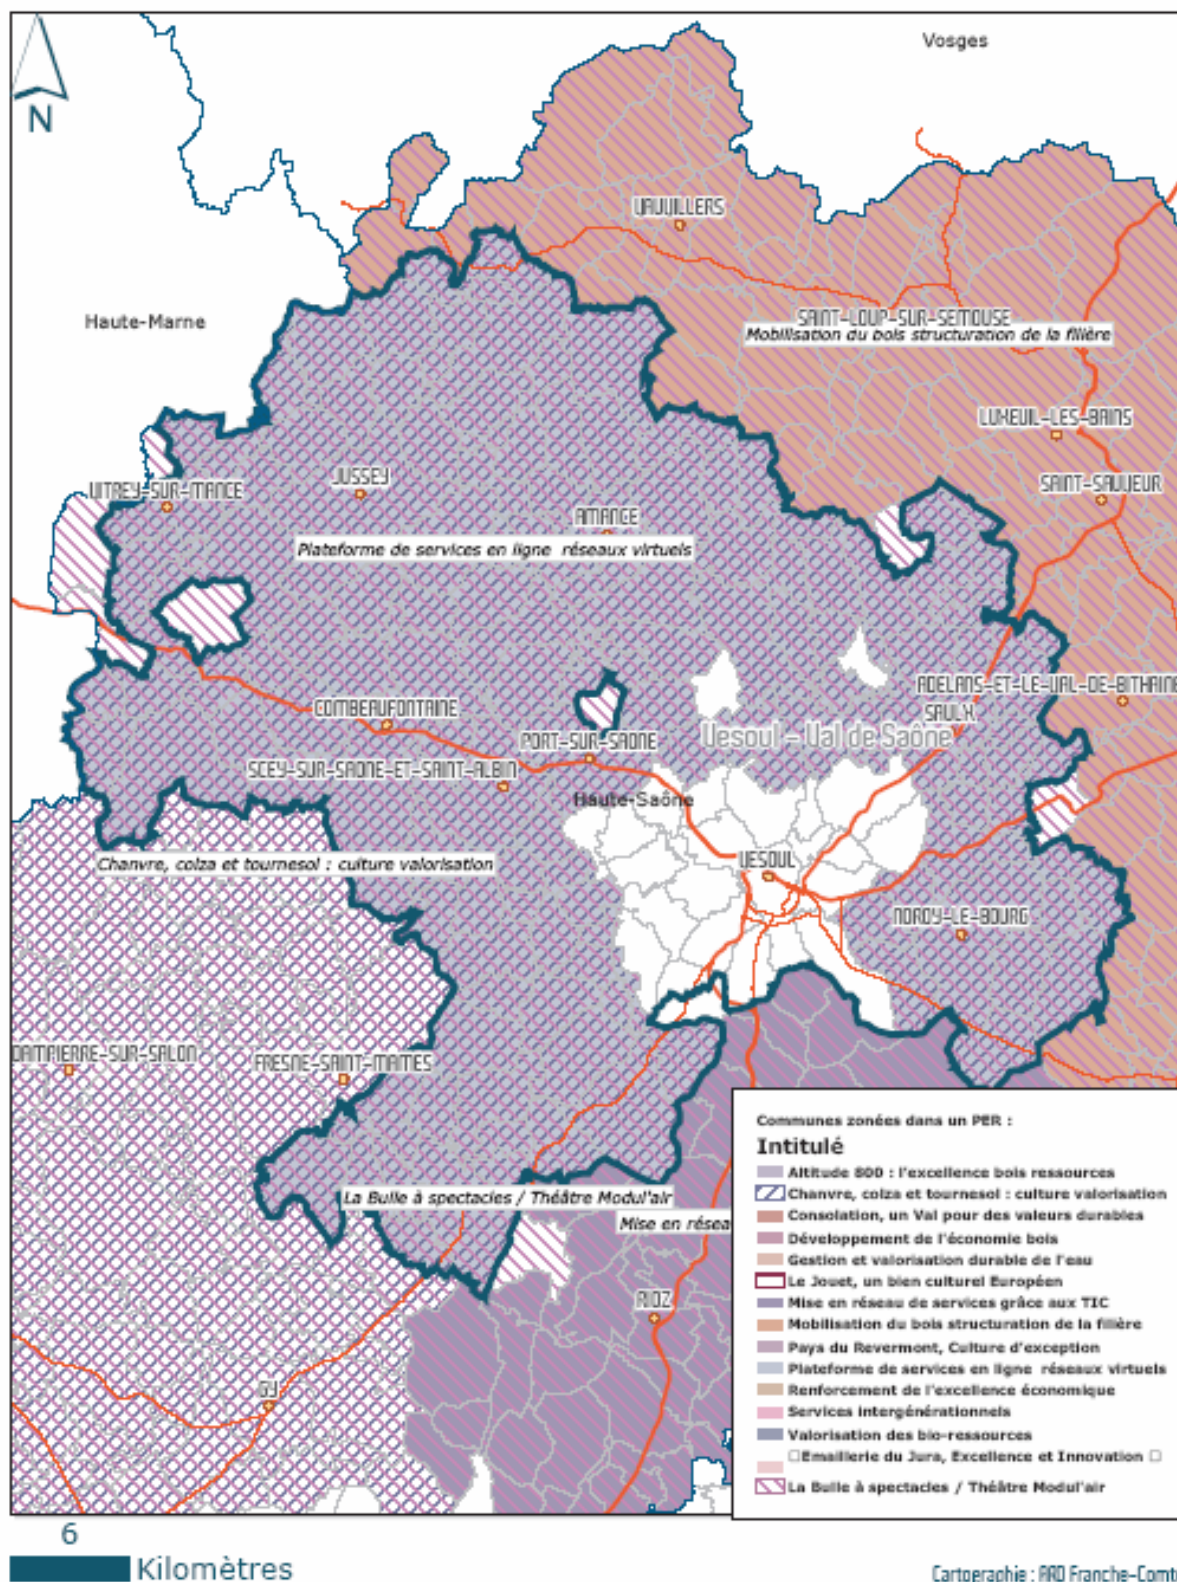 Vosges
N
VAUVILLERS
Haute-Marne
SAINT-LOUP-SUR-SEMOUSE
Mobilisation du bois structuration de la filière
LUXEUIL-LES-BAINS
VITREY-SUR-MANCE
JUSSEY
SAINT-SAUVEUR
AMANCE
Plateforme de services en ligne réseaux virtuels
ADELANS-ET-LE-VAL-DE-BITHAINE
COMBEAUFONTAINE
SAULX
PORT-SUR-SAONE
Vesoul - Val de Saône
SCEY-SUR-SAONE-ET-SAINT-ALBIN
Haute-Saône
Chanvre, colza et tournesol : culture valorisation
VESOUL
NOROY-LE-BOURG
DAMPIERRE-SUR-SALON
FRESNE-SAINT-MAMES
La Bulle à spectacles / Théâtre Modul'air
Mise en résea
RIOZ
GY
Communes zonées dans un PER :
Intitulé
Altitude 800 : l'excellence bois ressources
Chanvre, colza et tournesol : culture valorisation
Consolation, un Val pour des valeurs durables
Développement de l'économie bois
Gestion et valorisation durable de l'eau
Le Jouet, un bien culturel Européen
Mise en réseau de services grâce aux TIC
Mobilisation du bois structuration de la filière
Pays du Revermont, Culture d'exception
Plateforme de services en ligne réseaux virtuels
Renforcement de l'excellence économique
Services intergénérationnels
Valorisation des bio-ressources
□Emaillerie du Jura, Excellence et Innovation □
La Bulle à spectacles / Théâtre Modul'air
6
Kilomètres
Cartographie : ARD Franche-Comt